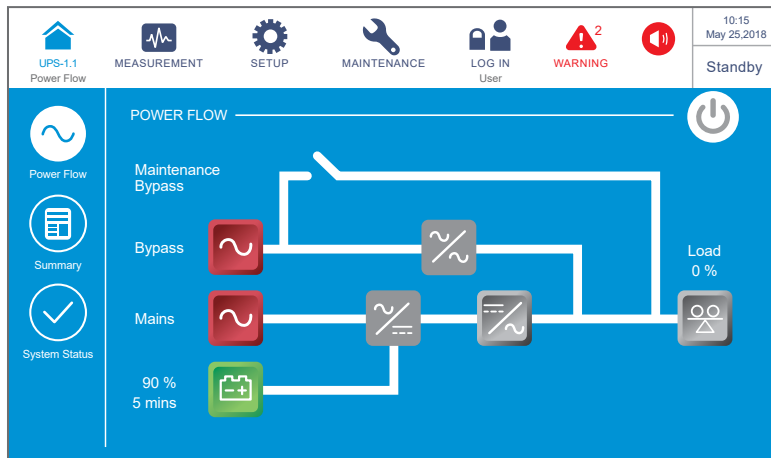 UPS-1.1
Power Flow
MEASUREMENT
SETUP
MAINTENANCE
LOG IN
User
2
WARNING
10:15
May 25,2018
Standby
Power Flow
Summary
System Status
POWER FLOW
Maintenance
Bypass
Bypass
Load
0 %
Mains
90 %
5 mins